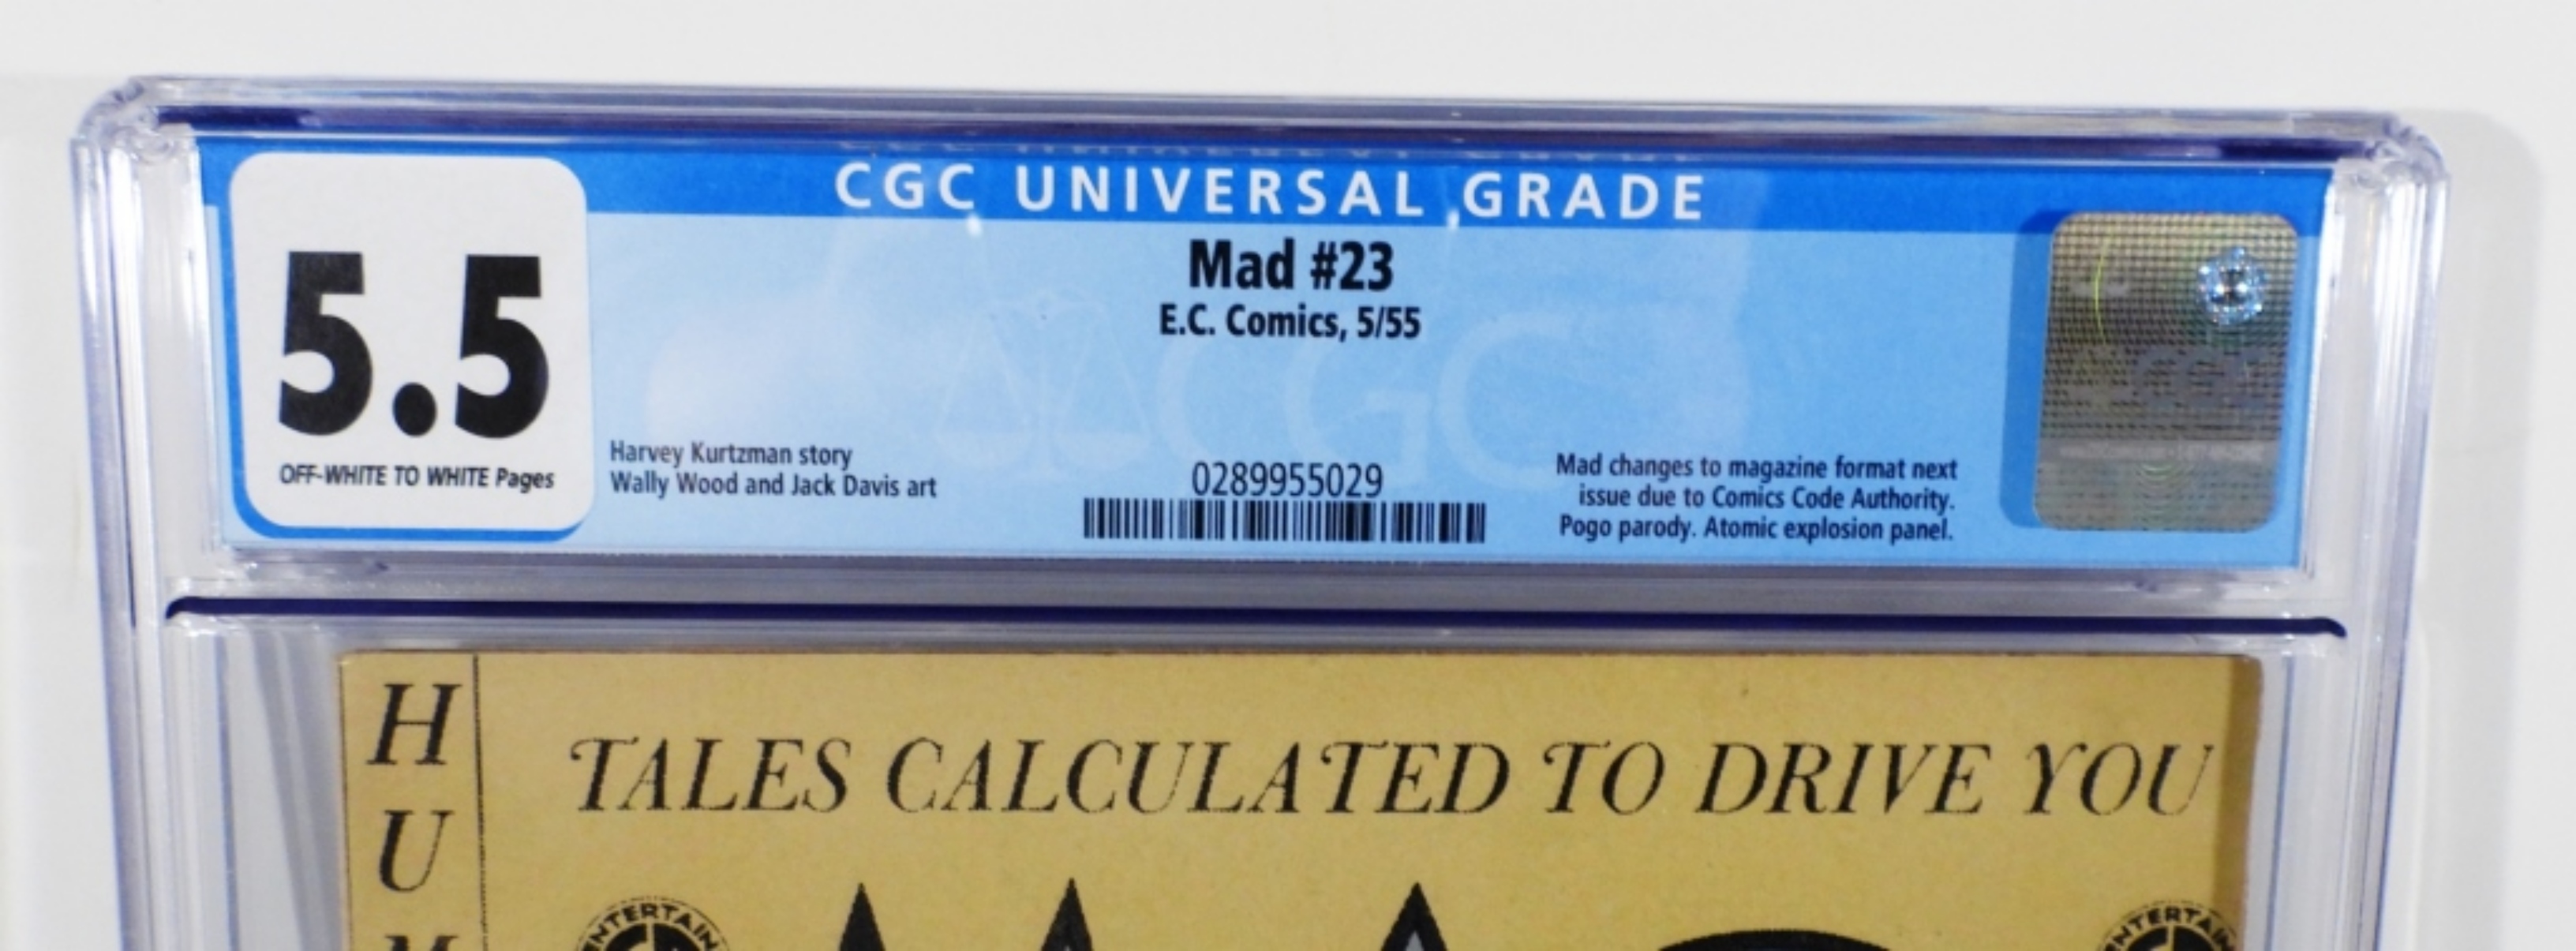 CGC UNIVERSAL GRADE
5.5
OFF-WHITE TO WHITE Pages
Mad #23
E.C. Comics, 5/55
Harvey Kurtzman story
Wally Wood and Jack Davis art
0289955029
Mad changes to magazine format next
issue due to Comics Code Authority.
Pogo parody. Atomic explosion panel.
CGC
H
U
TALES CALCULATED TO DRIVE YOU